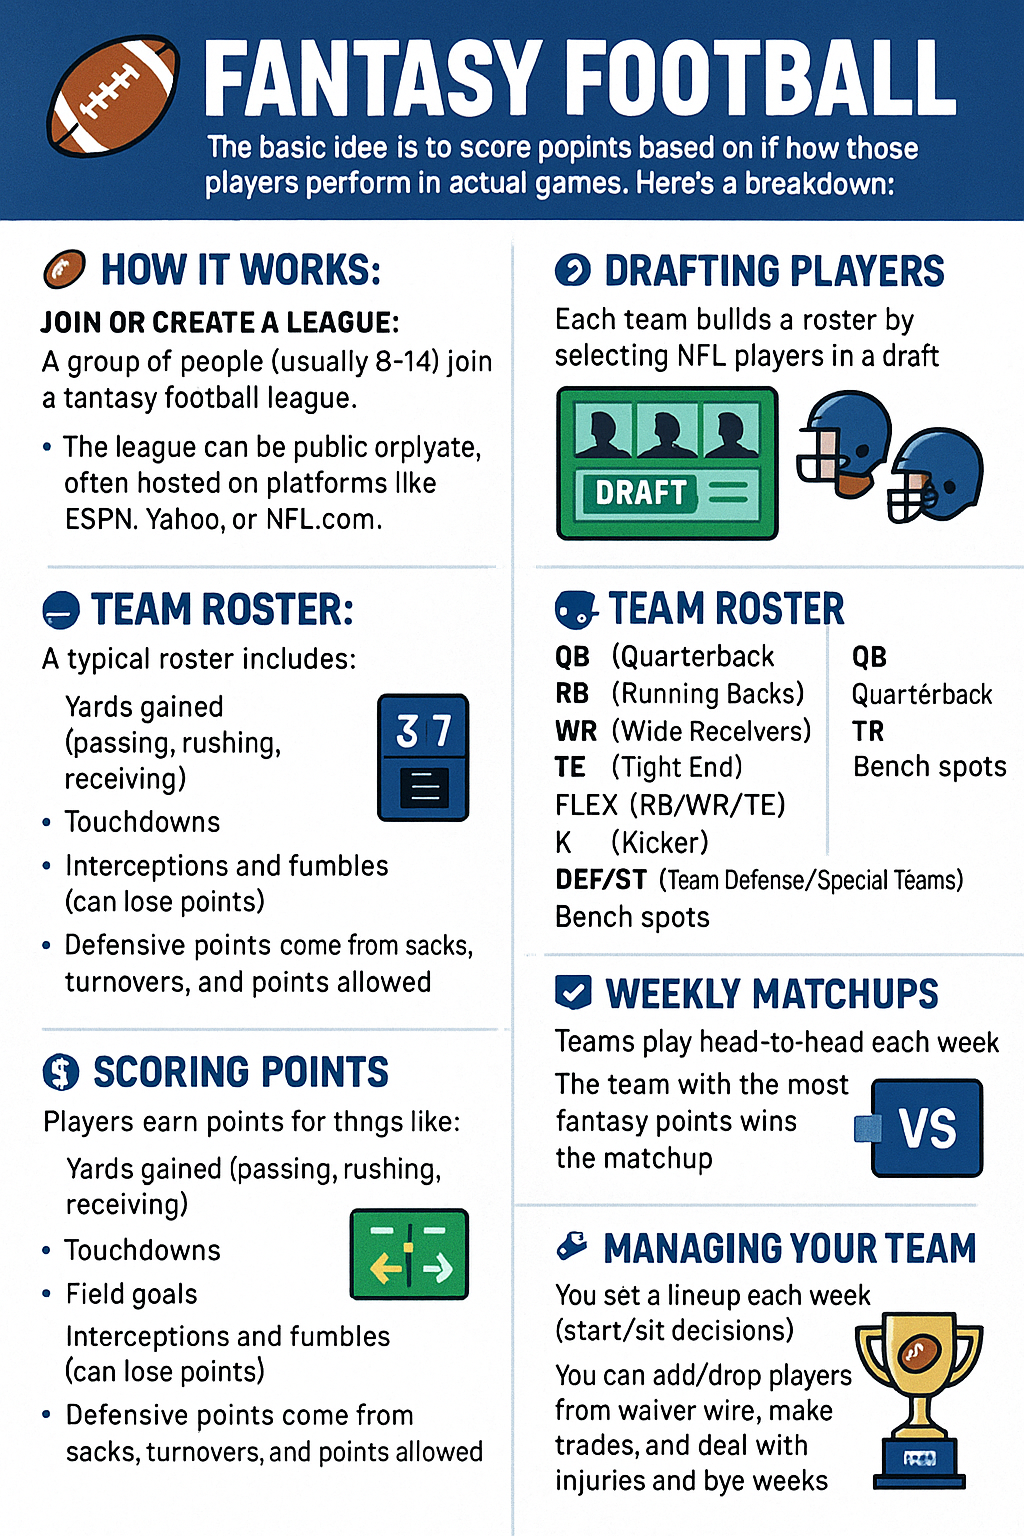 FANTASY FOOTBALL
The basic idee is to score popints based on if how those
players perform in actual games. Here's a breakdown:
HOW IT WORKS:
JOIN OR CREATE A LEAGUE:
A group of people (usually 8-14) join
a tantasy football league.
• The league can be public orplyate,
often hosted on platforms like
ESPN. Yahoo, or NFL.com.
TEAM ROSTER:
A typical roster includes:
Yards gained
(passing, rushing,
receiving)
3 7
• Touchdowns
• Interceptions and fumbles
(can lose points)
• Defensive points come from sacks,
turnovers, and points allowed
$ SCORING POINTS
Players earn points for thngs like:
Yards gained (passing, rushing,
receiving)
• Touchdowns
• Field goals
Interceptions and fumbles
(can lose points)
• Defensive points come from
sacks, turnovers, and points allowed
DRAFTING PLAYERS
Each team bullds a roster by
selecting NFL players in a draft
DRAFT
TEAM ROSTER
QB (Quarterback
RB (Running Backs)
WR (Wide Recelvers)
TE (Tight End)
FLEX (RB/WR/TE)
K (Kicker)
DEF/ST (Team Defense/Special Téams)
Bench spots
QB
Quartérback
TR
Bench spots
WEEKLY MATCHUPS
Teams play head-to-head each week
The team with the most
fantasy points wins
the matchup
VS
MANAGING YOUR TEAM
You set a lineup each week
(start/sit decisions)
You can add/drop players
from waiver wire, make
trades, and deal with
injuries and bye weeks